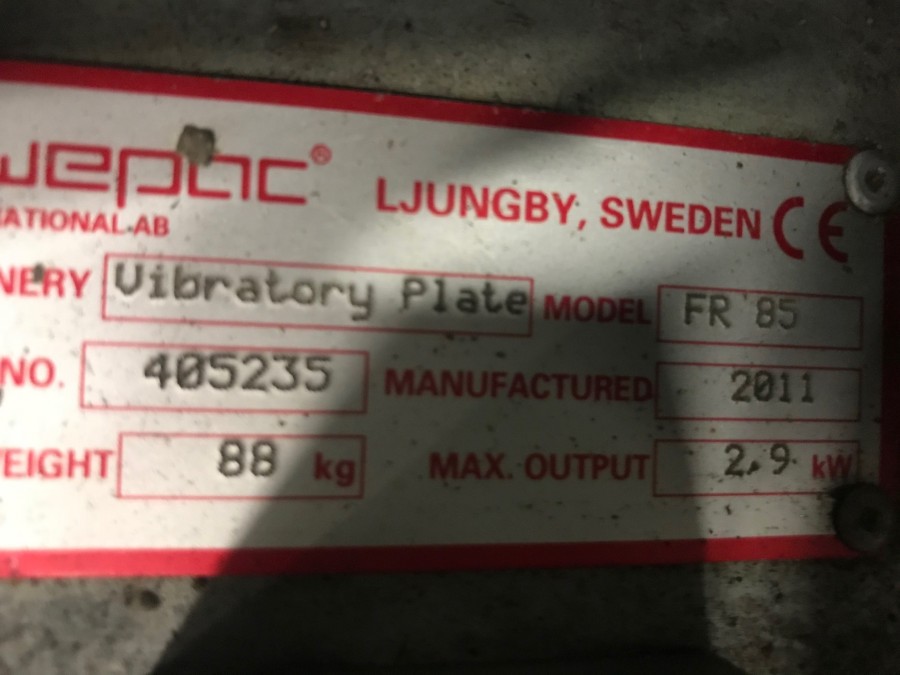 wepac®
LJUNGBY, SWEDEN CE
ATIONAL AB
NERY Vibratory Plate MODEL FR 85
NO. 405235 MANUFACTURED 2011
EIGHT 88 kg MAX. OUTPUT 2,9 kW